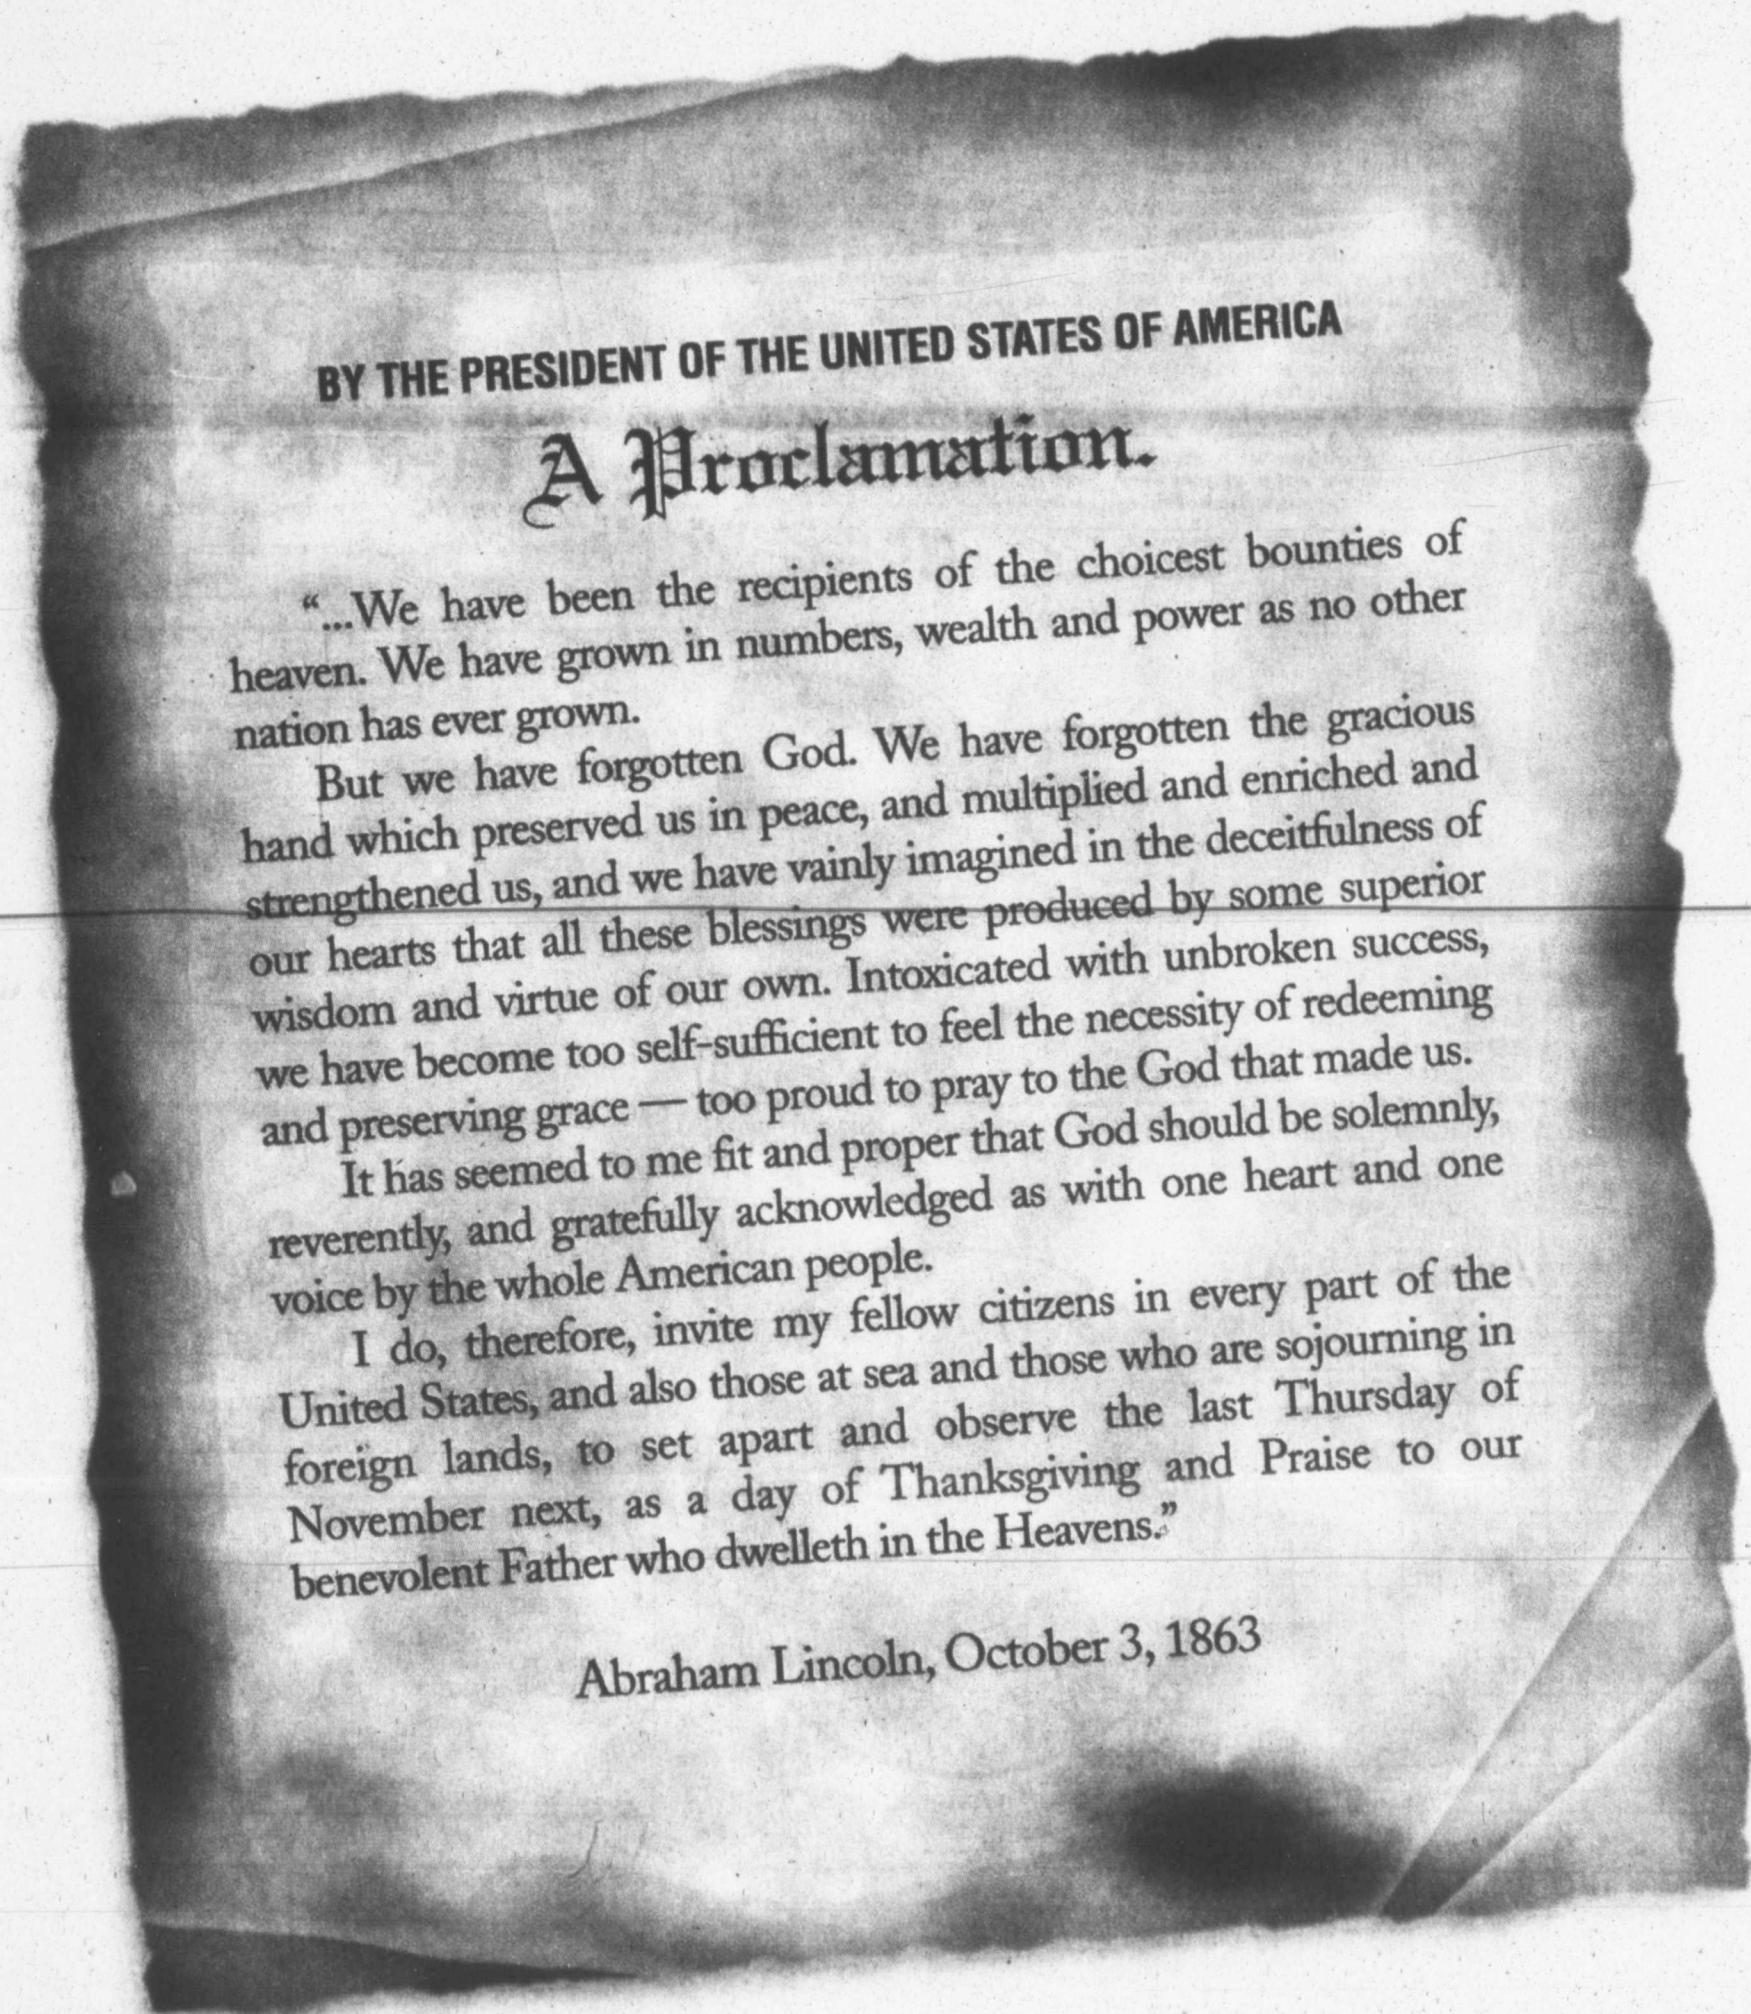 BY THE PRESIDENT OF THE UNITED STATES OF AMERICA
A Proclamation.
“...We have been the recipients of the choicest bounties of
heaven. We have grown in numbers, wealth and power as no other
nation has ever grown.
But we have forgotten God. We have forgotten the gracious
hand which preserved us in peace, and multiplied and enriched and
strengthened us, and we have vainly imagined in the deceitfulness of
our hearts that all these blessings were produced by some superior
wisdom and virtue of our own. Intoxicated with unbroken success,
we have become too self-sufficient to feel the necessity of redeeming
and preserving grace — too proud to pray to the God that made us.
It has seemed to me fit and proper that God should be solemnly,
reverently, and gratefully acknowledged as with one heart and one
voice by the whole American people.
I do, therefore, invite my fellow citizens in every part of the
United States, and also those at sea and those who are sojourning in
foreign lands, to set apart and observe the last Thursday of
November next, as a day of Thanksgiving and Praise to our
benevolent Father who dwelleth in the Heavens.”
Abraham Lincoln, October 3, 1863